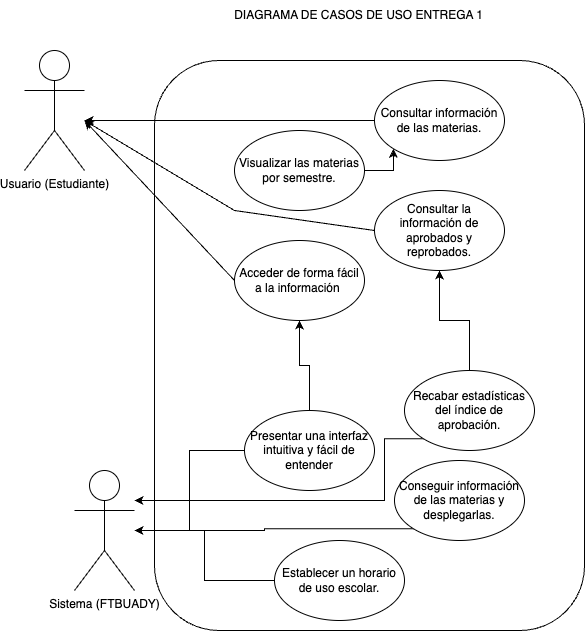 DIAGRAMA DE CASOS DE USO ENTREGA 1
Consultar información
de las materias.
Visualizar las materias
por semestre.
Usuario (Estudiante)
Consultar la
información de
aprobados y
reprobados.
Acceder de forma fácil
a la información
Recabar estadísticas
del índice de
aprobación.
Presentar una interfaz
intuitiva y fácil de
entender
Conseguir información
de las materias y
desplegarlas.
Establecer un horario
de uso escolar.
Sistema (FTBUADY)